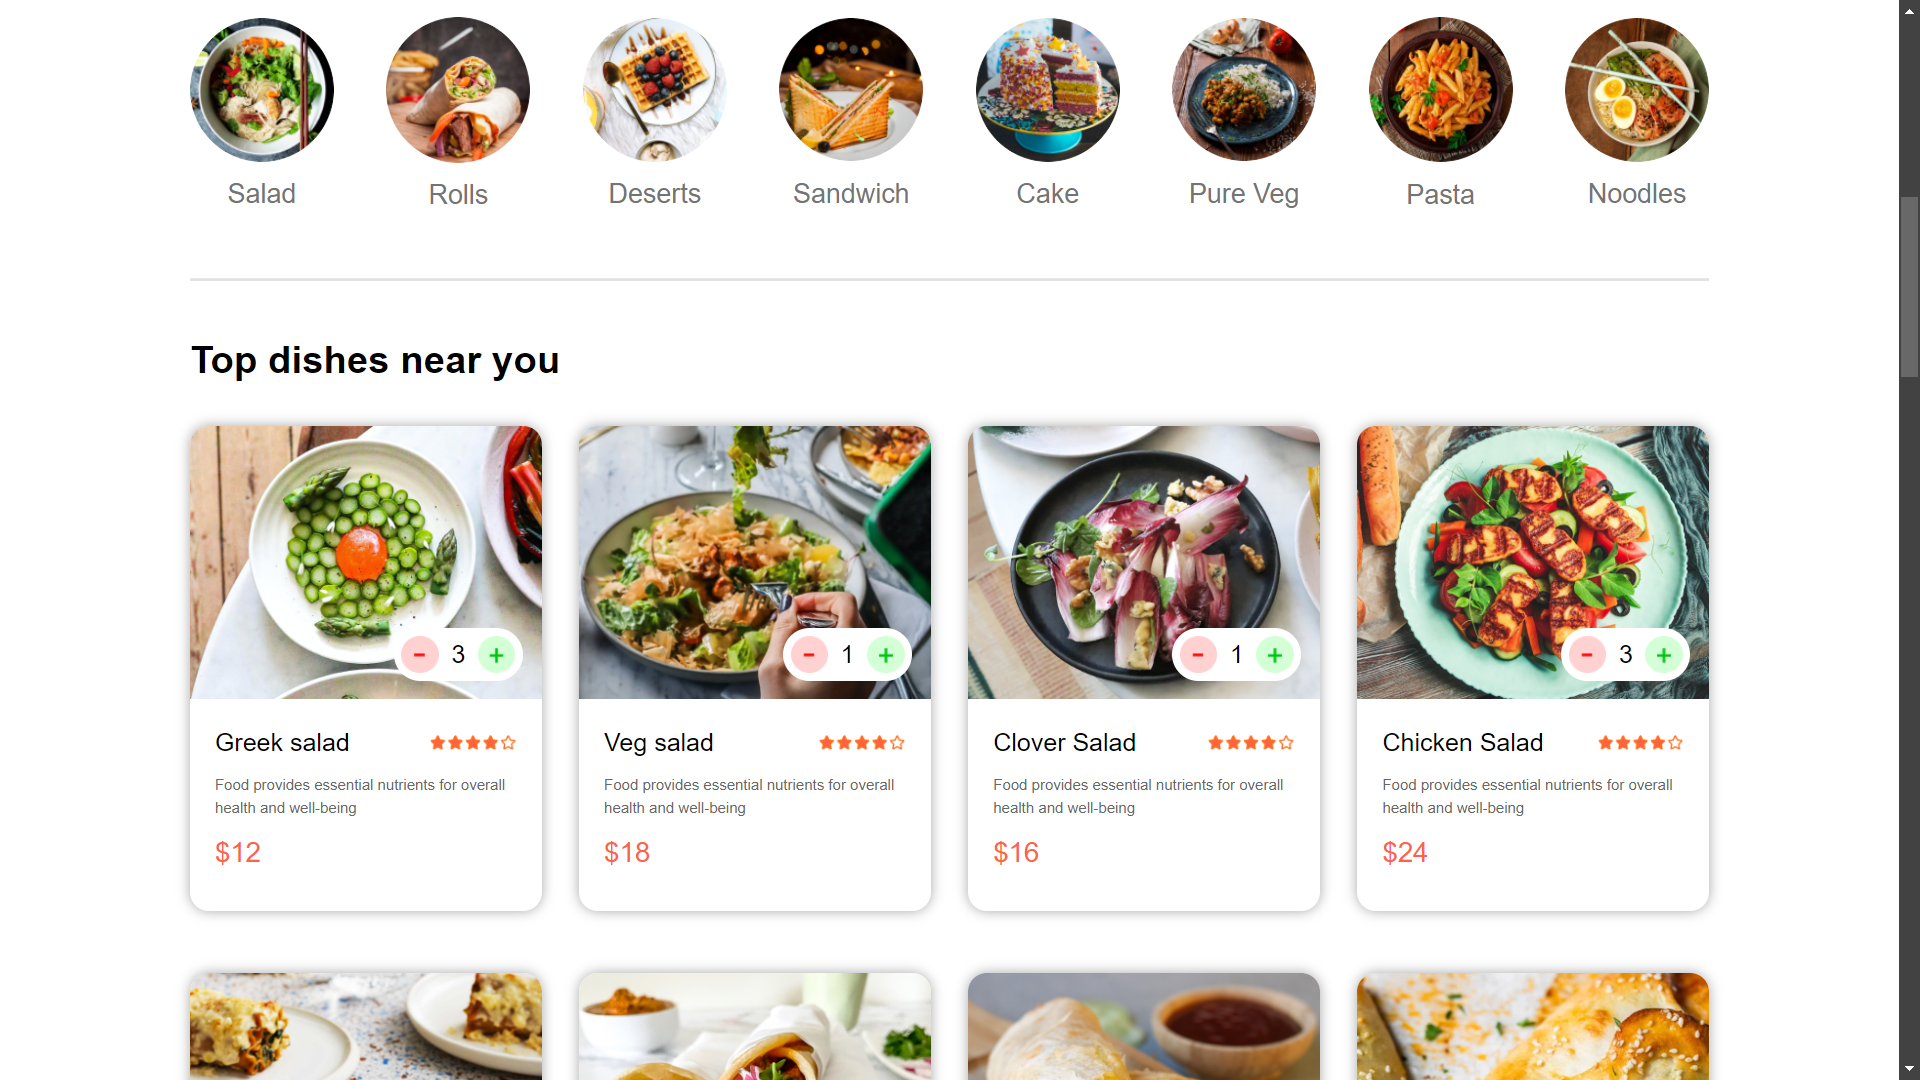 Salad
Rolls
Deserts
Sandwich
Cake
Pure Veg
Pasta
Noodles
Top dishes near you
- 3 +
- 1 +
- 1 +
- 3 +
Greek salad
Food provides essential nutrients for overall
health and well-being
$12
Veg salad
Food provides essential nutrients for overall
health and well-being
$18
Clover Salad
Food provides essential nutrients for overall
health and well-being
$16
Chicken Salad
Food provides essential nutrients for overall
health and well-being
$24